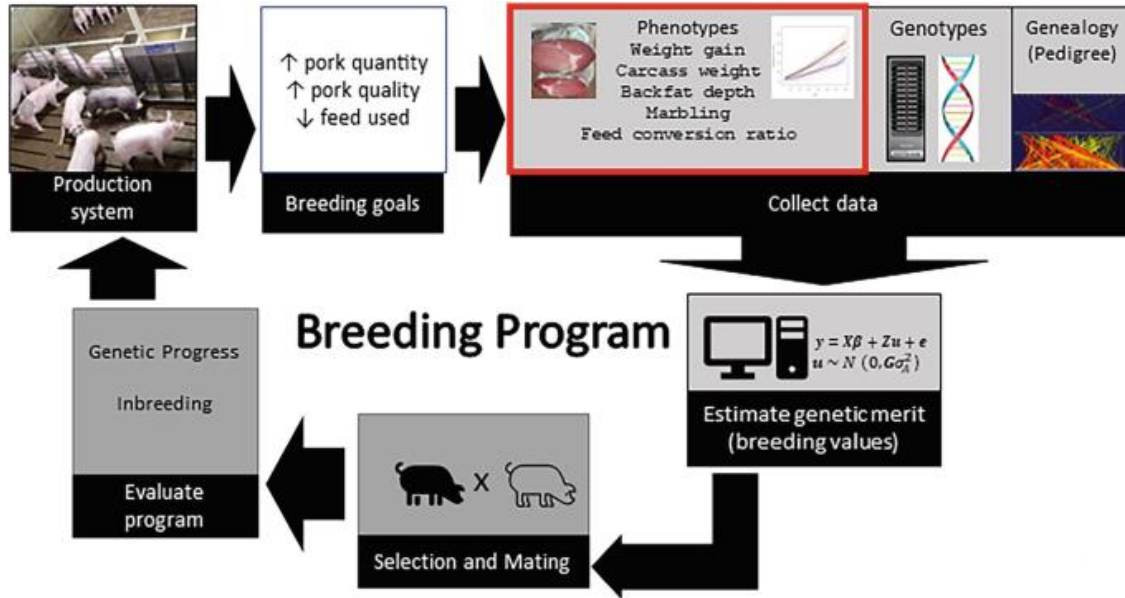 Production
system
↑ pork quantity
↑ pork quality
↓ feed used
Breeding goals
Phenotypes
Weight gain
Carcass weight
Backfat depth
Marbling
Feed conversion ratio
Genotypes
Genealogy
(Pedigree)
Collect data
Breeding Program
y = Xβ + Zu + e
u ~ N (0, Gσ²_A)
Estimate genetic merit
(breeding values)
X
Selection and Mating
Genetic Progress
Inbreeding
Evaluate
program